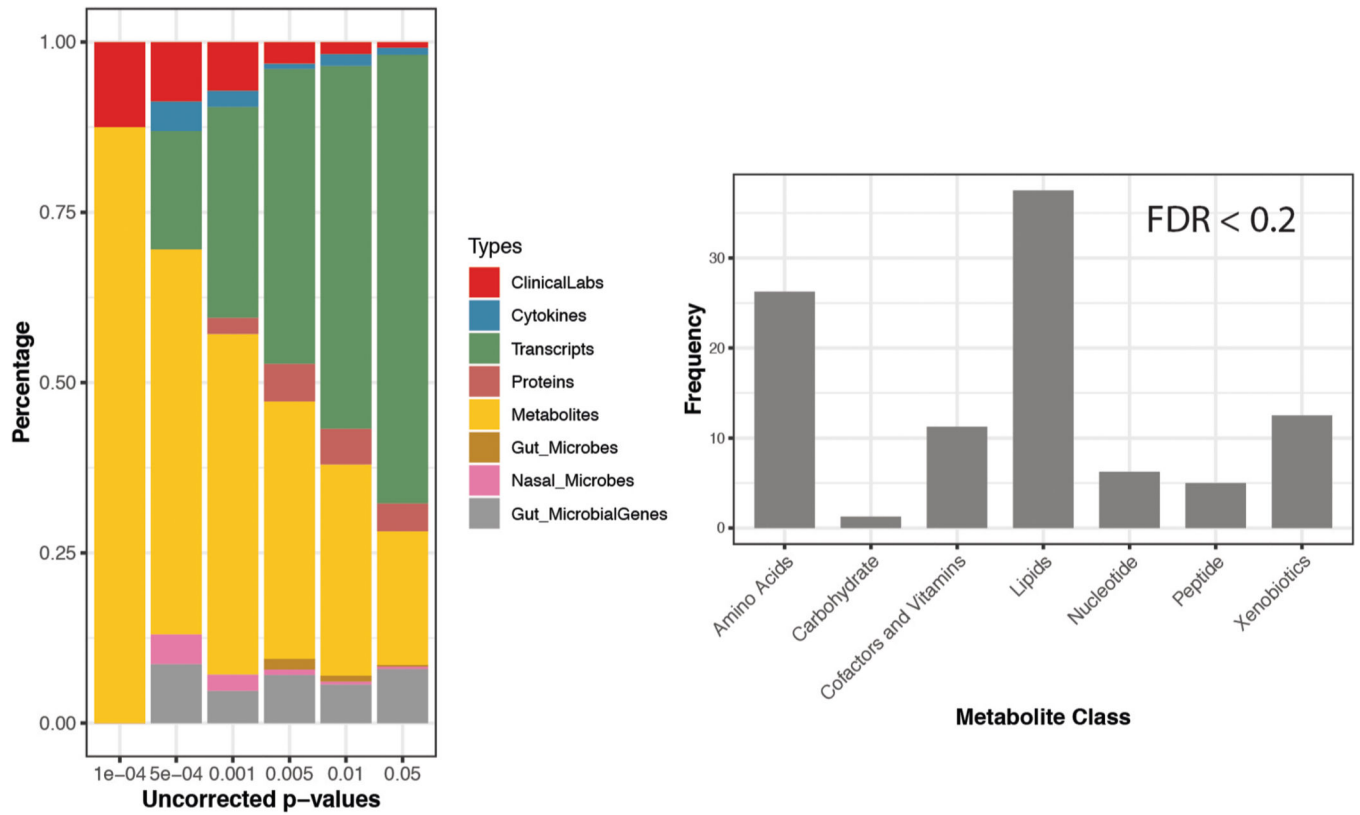 1.00
0.75
0.50
0.25
0.00
Percentage
1e−04 5e−04 0.001 0.005 0.01 0.05
Uncorrected p−values
Types
ClinicalLabs
Cytokines
Transcripts
Proteins
Metabolites
Gut_Microbes
Nasal_Microbes
Gut_MicrobialGenes
FDR < 0.2
30
20
10
0
Frequency
Amino Acids
Carbohydrate
Cofactors and Vitamins
Lipids
Nucleotide
Peptide
Xenobiotics
Metabolite Class